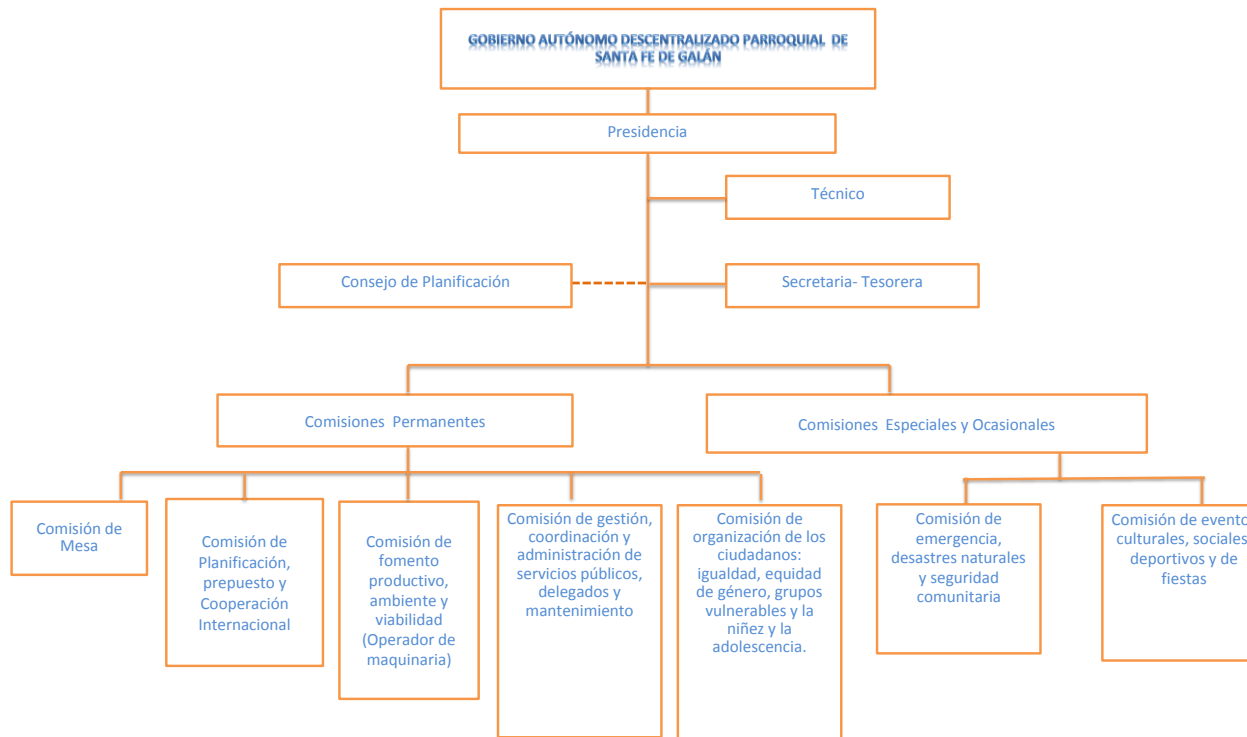 GOBIERNO AUTÓNOMO DESCENTRALIZADO PARROQUIAL DE
SANTA FE DE GALÁN
Presidencia
Técnico
Consejo de Planificación
Secretaria- Tesorera
Comisiones Permanentes
Comisiones Especiales y Ocasionales
Comisión de
Mesa
Comisión de
Planificación,
prepuesto y
Cooperación
Internacional
Comisión de
fomento
productivo,
ambiente y
viabilidad
(Operador de
maquinaria)
Comisión de gestión,
coordinación y
administración de
servicios públicos,
delegados y
mantenimiento
Comisión de
organización de los
ciudadanos:
igualdad, equidad
de género, grupos
vulnerables y la
niñez y la
adolescencia.
Comisión de
emergencia,
desastres naturales
y seguridad
comunitaria
Comisión de evento
culturales, sociales
deportivos y de
fiestas